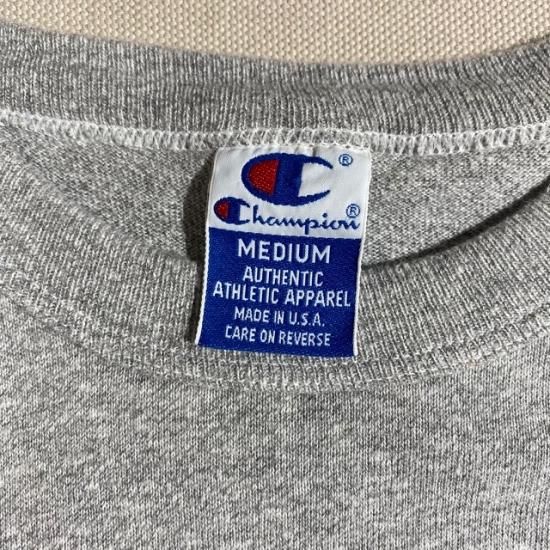 C®
Champion®
MEDIUM
AUTHENTIC
ATHLETIC APPAREL
MADE IN U.S.A.
CARE ON REVERSE